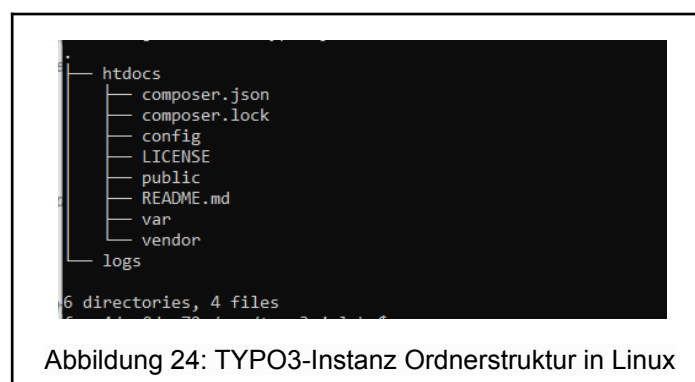 .
├── htdocs
│   ├── composer.json
│   ├── composer.lock
│   ├── config
│   ├── LICENSE
│   ├── public
│   ├── README.md
│   ├── var
│   └── vendor
└── logs
6 directories, 4 files
Abbildung 24: TYPO3-Instanz Ordnerstruktur in Linux